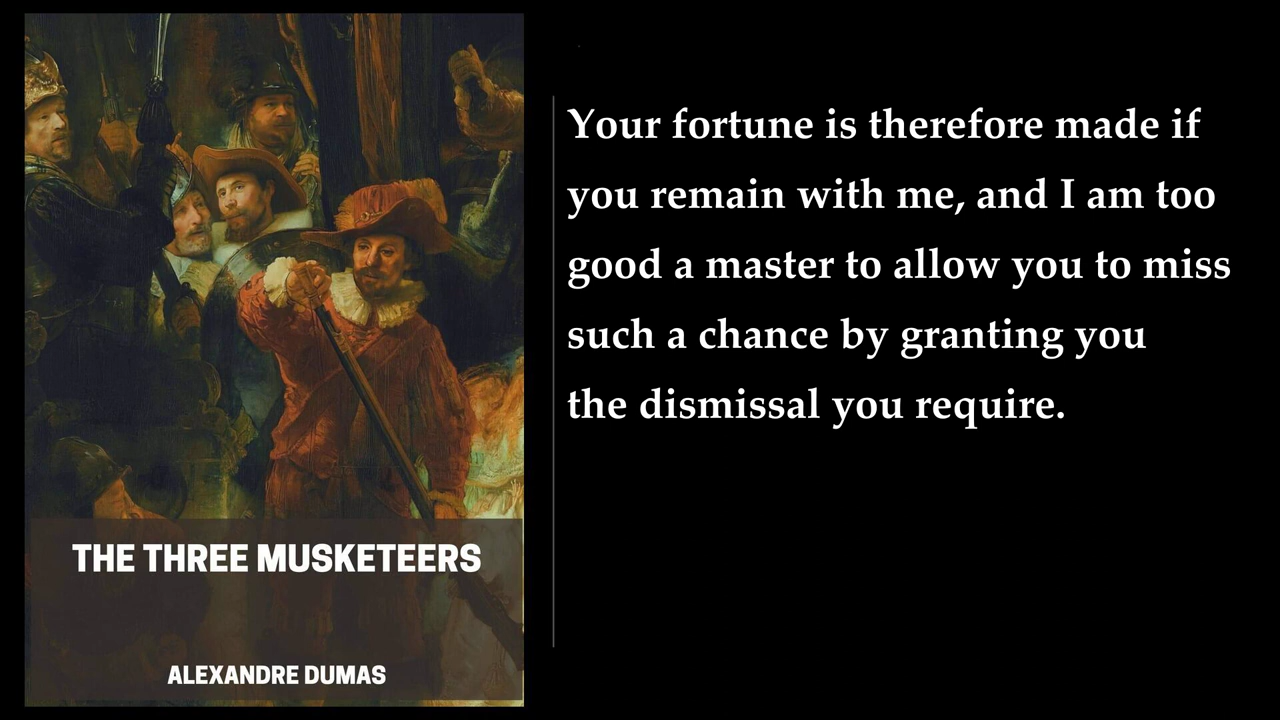 THE THREE MUSKETEERS
ALEXANDRE DUMAS
Your fortune is therefore made if
you remain with me, and I am too
good a master to allow you to miss
such a chance by granting you
the dismissal you require.